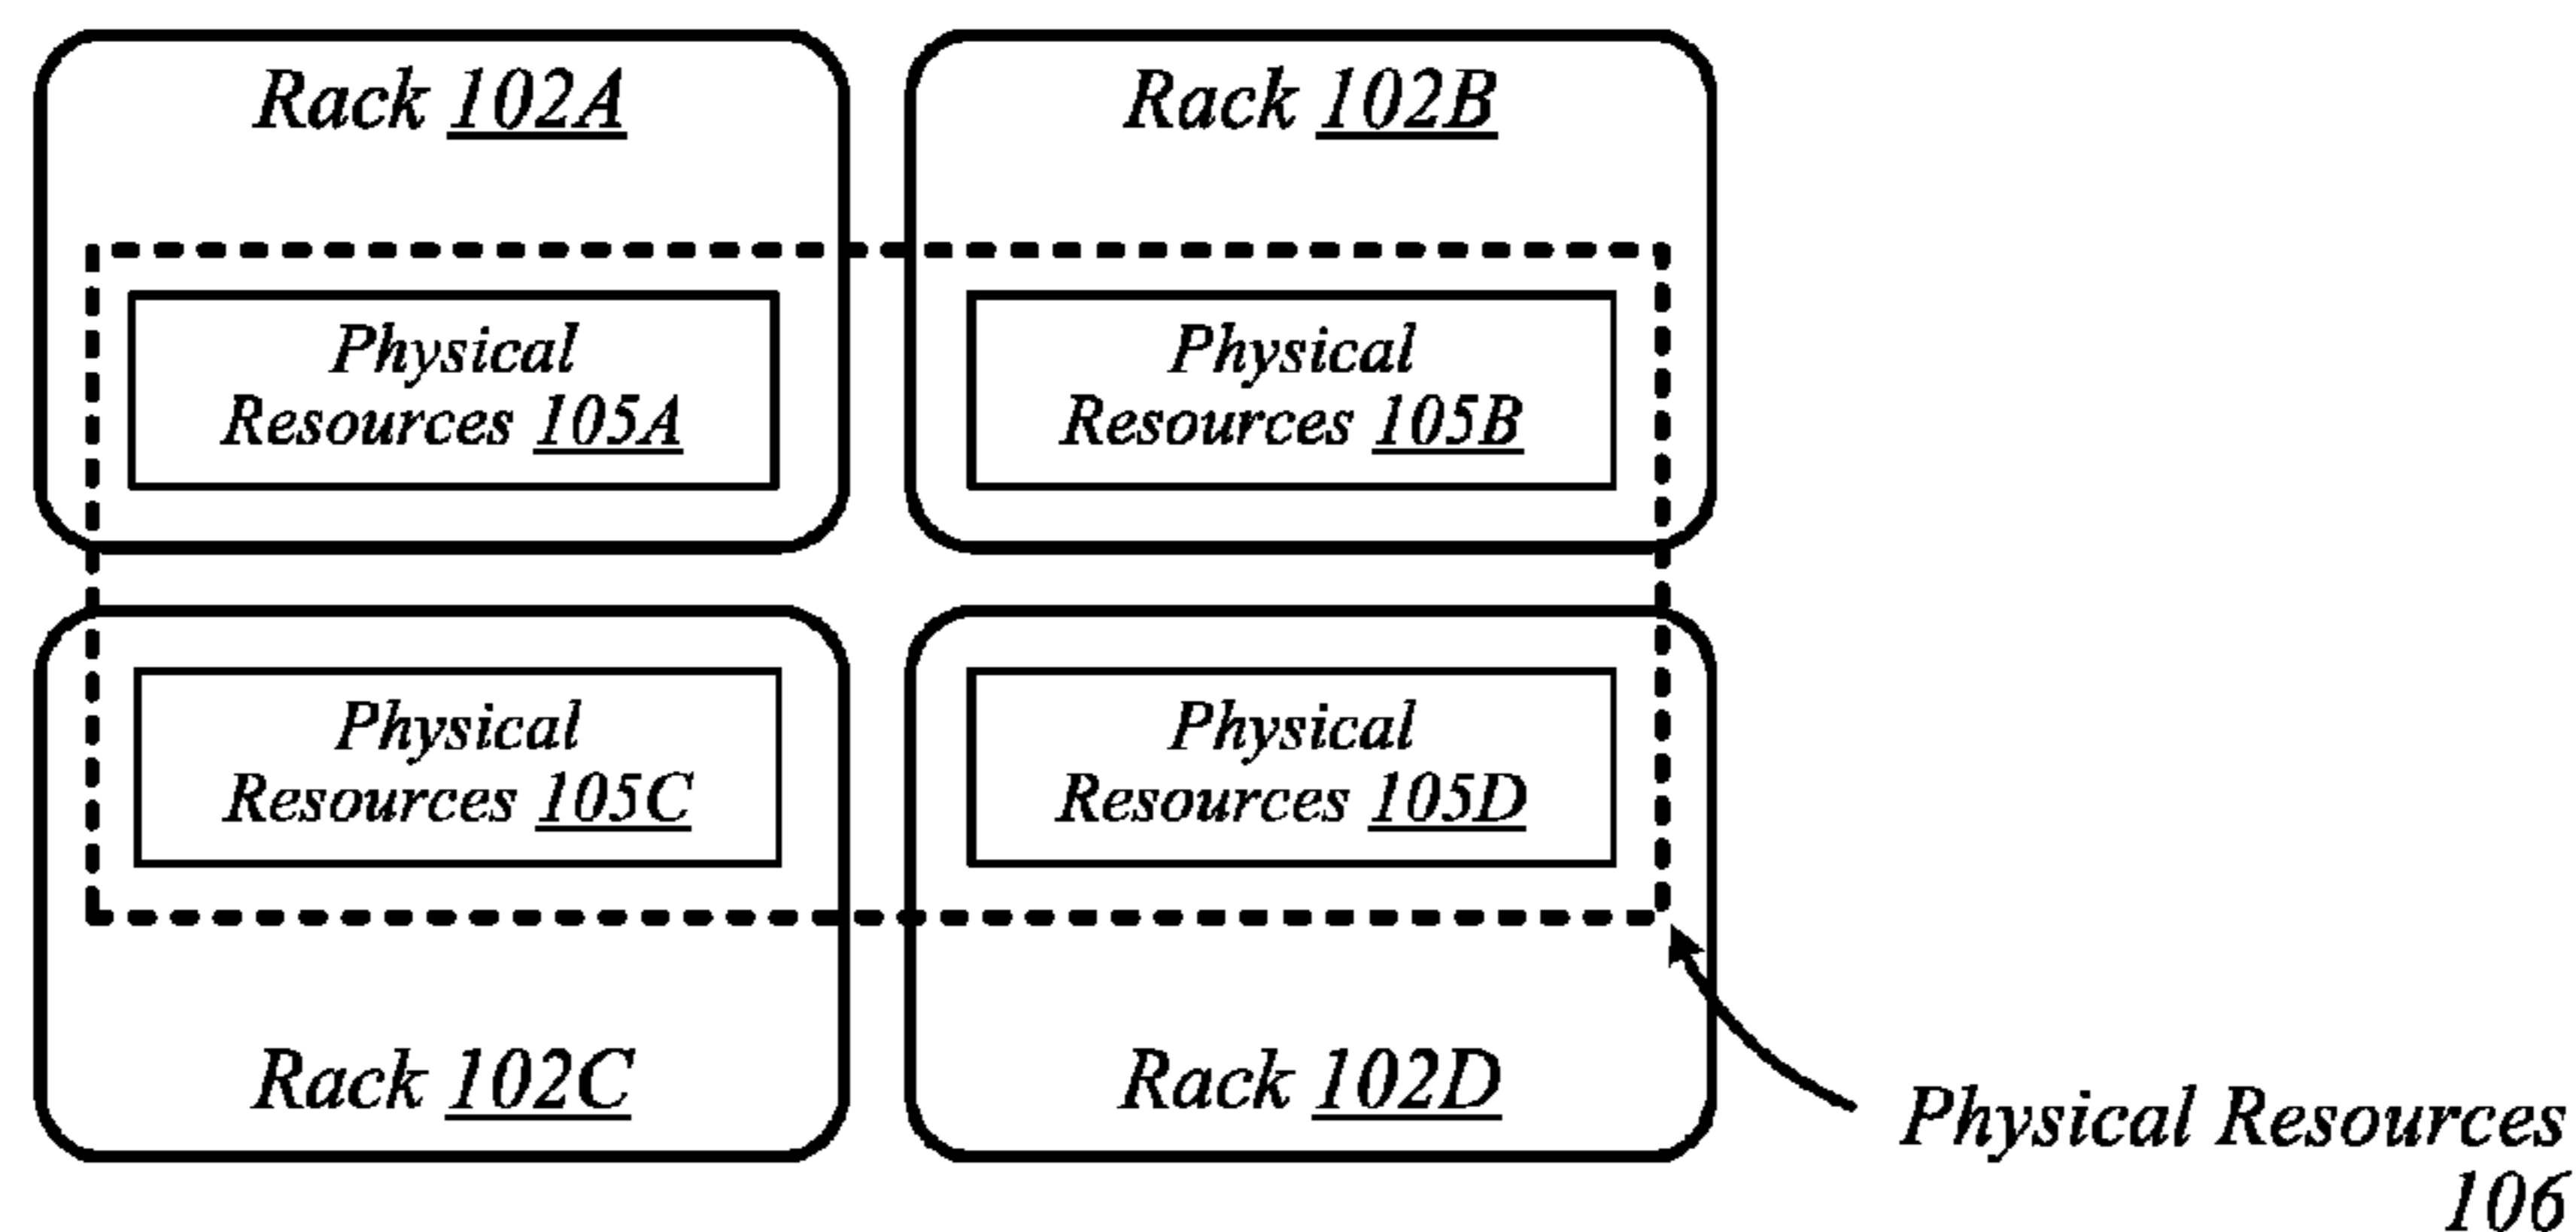 Rack 102A
Rack 102B
Physical
Resources 105A
Physical
Resources 105B
Physical
Resources 105C
Physical
Resources 105D
Rack 102C
Rack 102D
Physical Resources
106